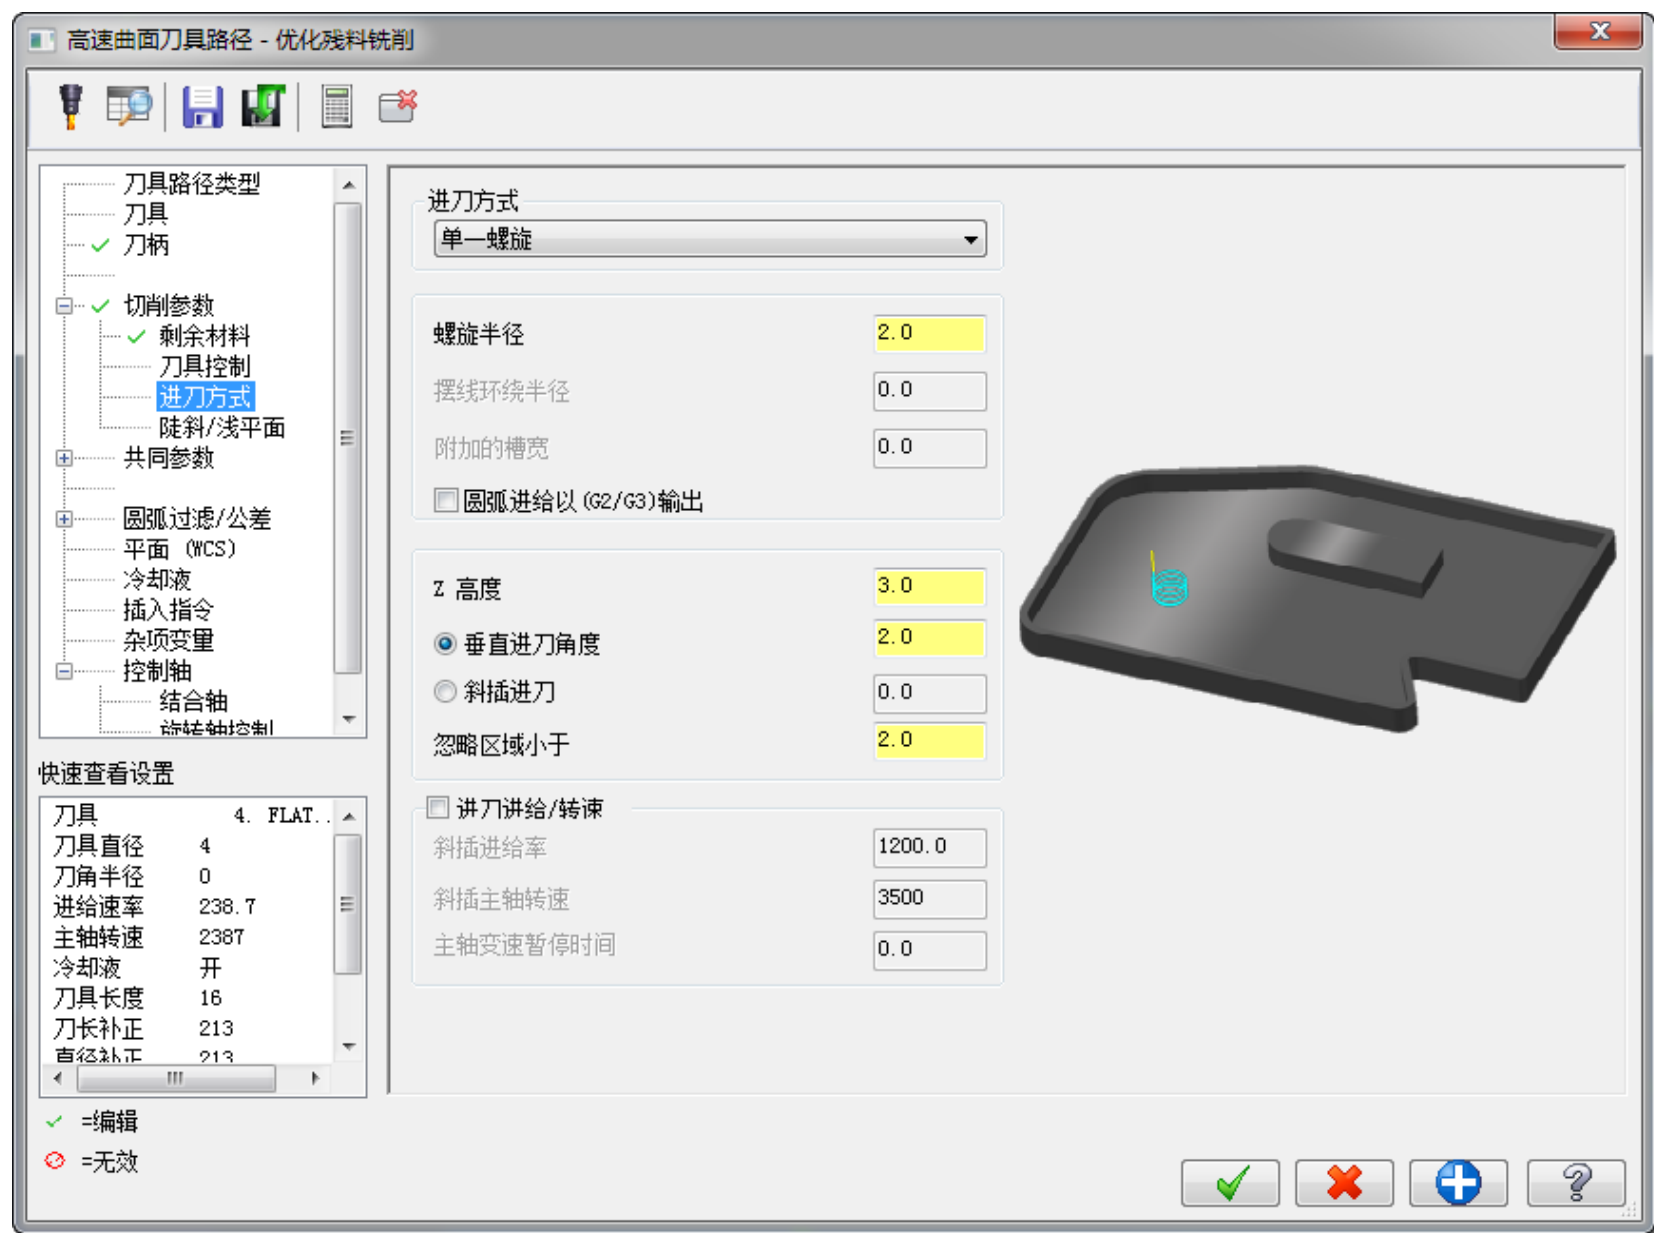 高速曲面刀具路径 - 优化残料铣削
刀具路径类型
刀具
刀柄
切削参数
剩余材料
刀具控制
进刀方式
陡斜/浅平面
共同参数
圆弧过滤/公差
平面 (WCS)
冷却液
插入指令
杂项变量
控制轴
结合轴
旋转轴控制
快速查看设置
刀具 4. FLAT..
刀具直径 4
刀角半径 0
进给速率 238.7
主轴转速 2387
冷却液 开
刀具长度 16
刀长补正 213
直径补正 213
=编辑
=无效
进刀方式
单一螺旋
螺旋半径 2.0
摆线环绕半径 0.0
附加的槽宽 0.0
圆弧进给以(G2/G3)输出
Z 高度 3.0
垂直进刀角度 2.0
斜插进刀 0.0
忽略区域小于 2.0
进刀进给/转速
斜插进给率 1200.0
斜插主轴转速 3500
主轴变速暂停时间 0.0